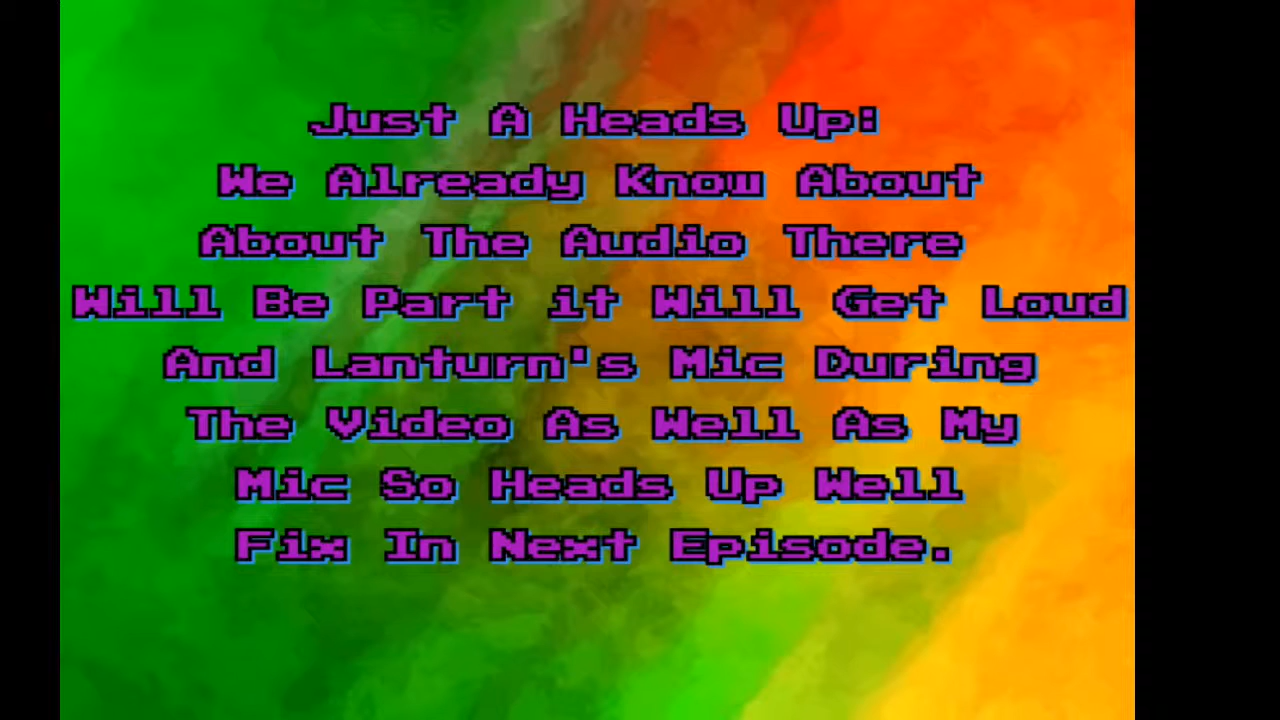 Just A Heads Up:
We Already Know About
About The Audio There
Will Be Part it Will Get Loud
And Lanturn's Mic During
The Video As Well As My
Mic So Heads Up Well
Fix In Next Episode.